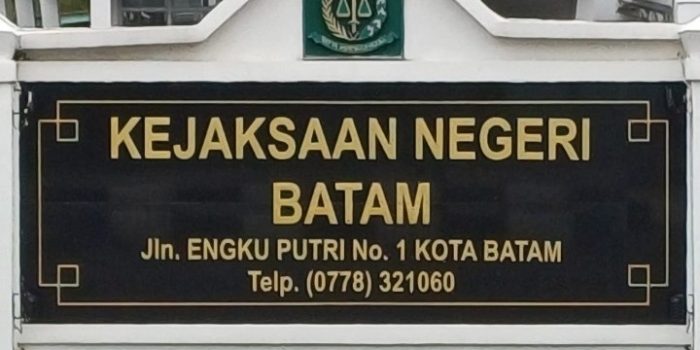 KEJAKSAAN NEGERI
BATAM
Jln. ENGKU PUTRI No. 1 KOTA BATAM
Telp. (0778) 321060